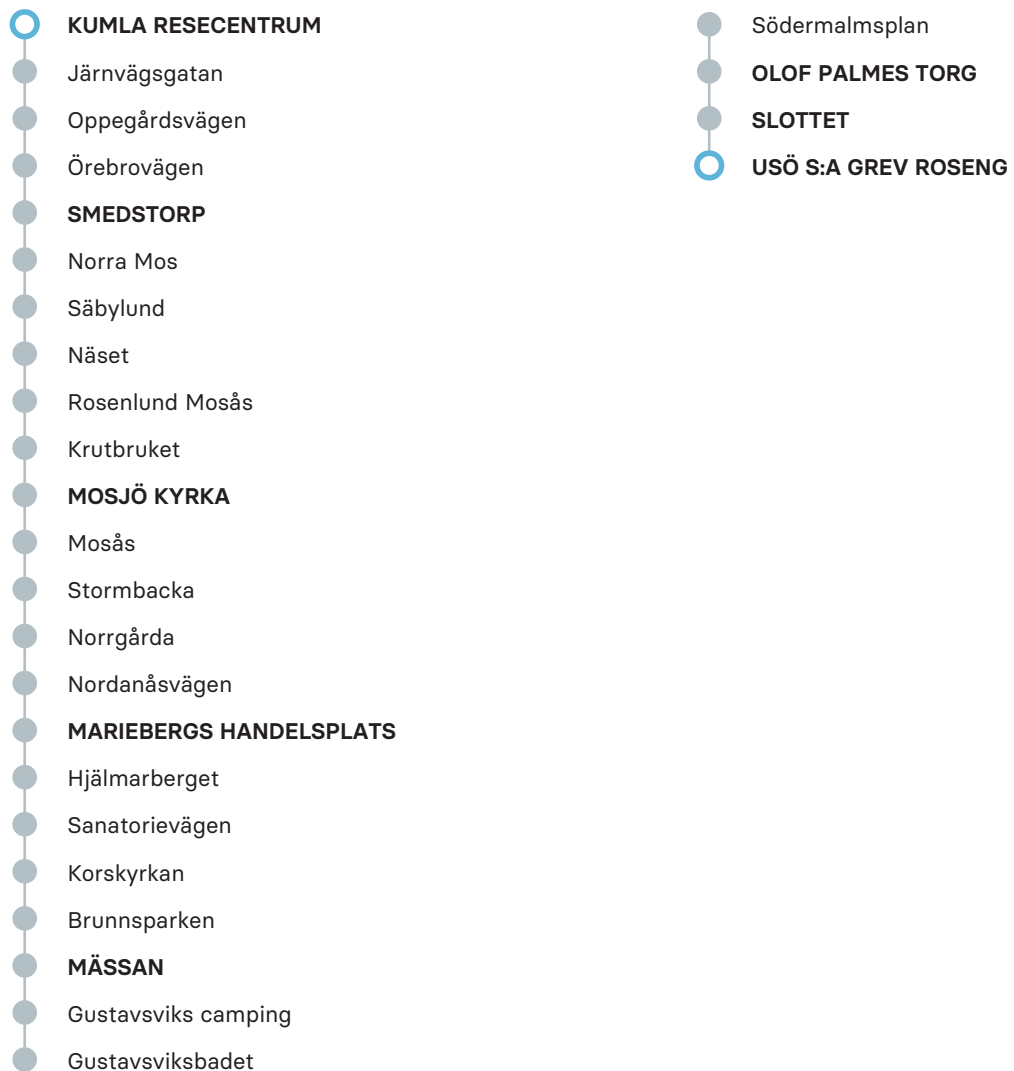 KUMLA RESECENTRUM
Järnvägsgatan
Oppegårdsvägen
Örebrovägen
SMEDSTORP
Norra Mos
Säbylund
Näset
Rosenlund Mosås
Krutbruket
MOSJÖ KYRKA
Mosås
Stormbacka
Norrgårda
Nordanåsvägen
MARIEBERGS HANDELSPLATS
Hjälmarberget
Sanatorievägen
Korskyrkan
Brunnsparken
MÄSSAN
Gustavsviks camping
Gustavsviksbadet
Södermalmsplan
OLOF PALMES TORG
SLOTTET
USÖ S:A GREV ROSENG